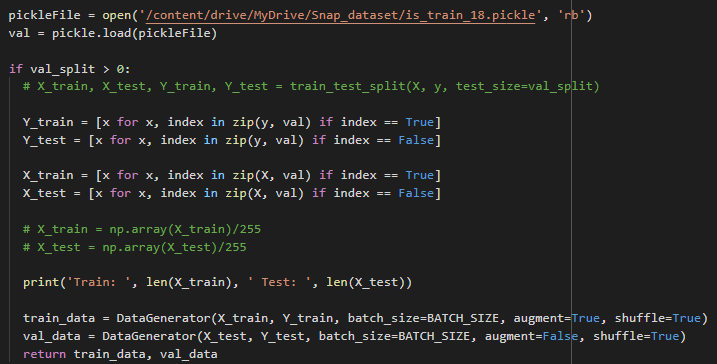 pickleFile = open('/content/drive/MyDrive/Snap_dataset/is_train_18.pickle', 'rb')
val = pickle.load(pickleFile)

if val_split > 0:
  # X_train, X_test, Y_train, Y_test = train_test_split(X, y, test_size=val_split)

  Y_train = [x for x, index in zip(y, val) if index == True]
  Y_test = [x for x, index in zip(y, val) if index == False]

  X_train = [x for x, index in zip(X, val) if index == True]
  X_test = [x for x, index in zip(X, val) if index == False]

  # X_train = np.array(X_train)/255
  # X_test = np.array(X_test)/255

  print('Train: ', len(X_train), ' Test: ', len(X_test))

  train_data = DataGenerator(X_train, Y_train, batch_size=BATCH_SIZE, augment=True, shuffle=True)
  val_data = DataGenerator(X_test, Y_test, batch_size=BATCH_SIZE, augment=False, shuffle=True)
  return train_data, val_data